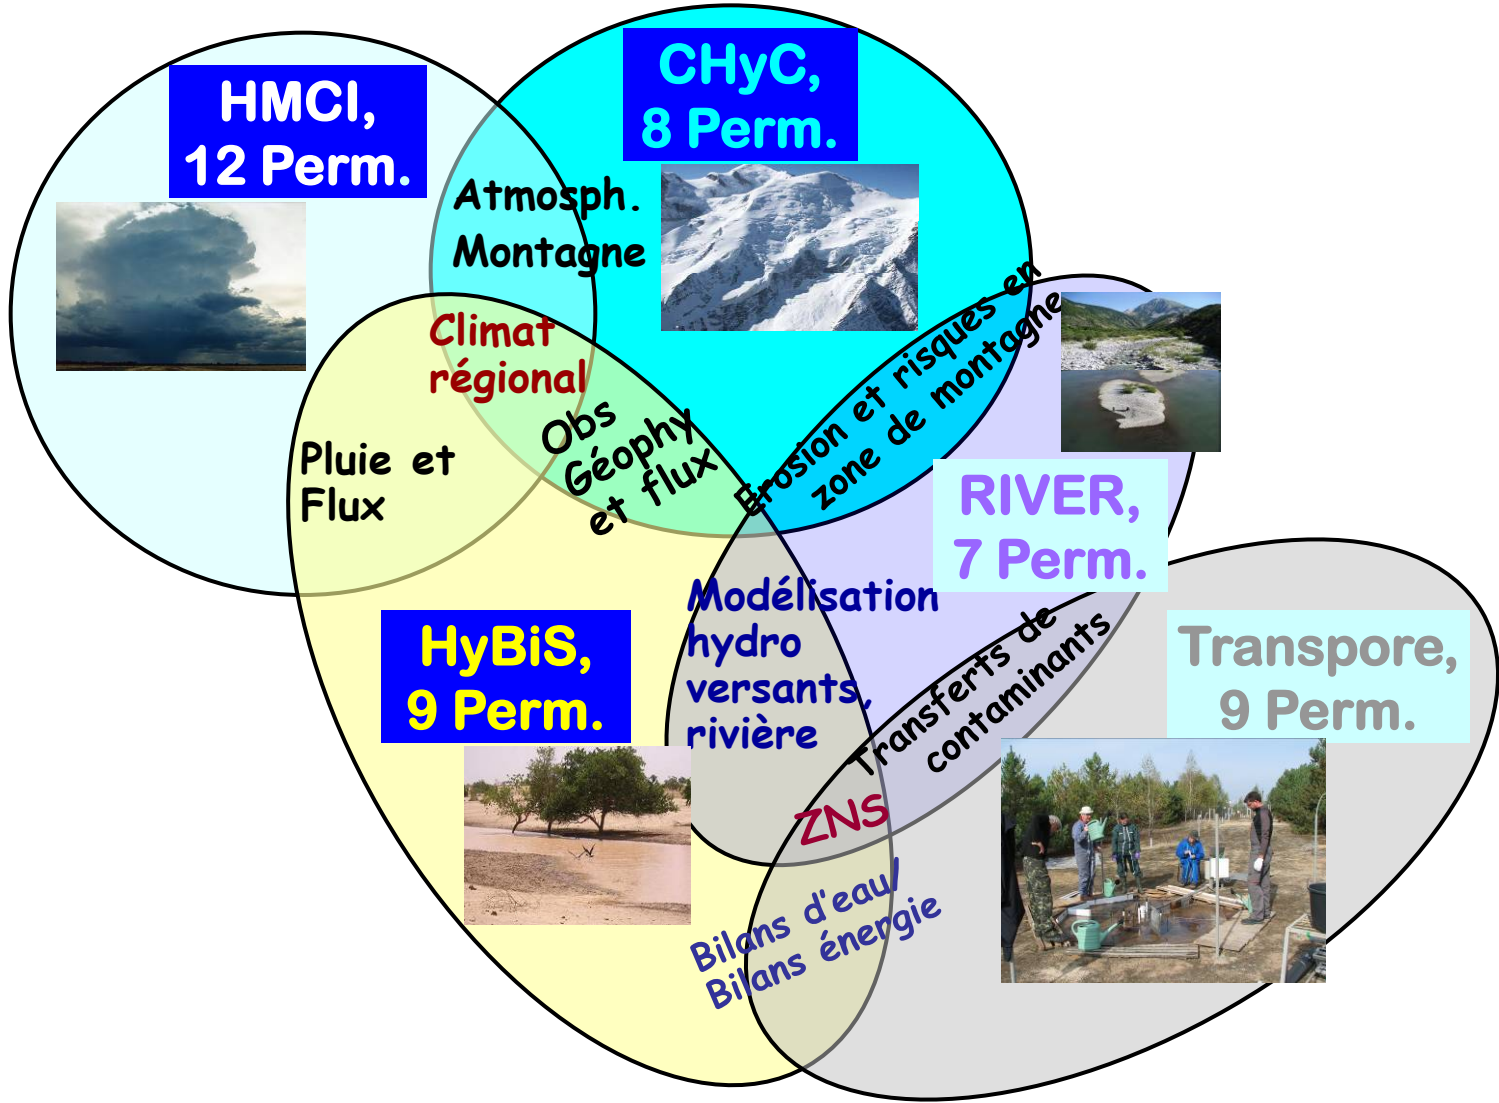 HMCI,
12 Perm.
CHyC,
8 Perm.
Atmosph.
Montagne
Climat
régional
Obs
Géophy
et flux
Pluie et
Flux
Erosion et risques en
zone de montagne
RIVER,
7 Perm.
HyBiS,
9 Perm.
Modélisation
hydro
versants,
rivière
Transferts de
contaminants
Transpore,
9 Perm.
ZNS
Bilans d'eau/
Bilans énergie